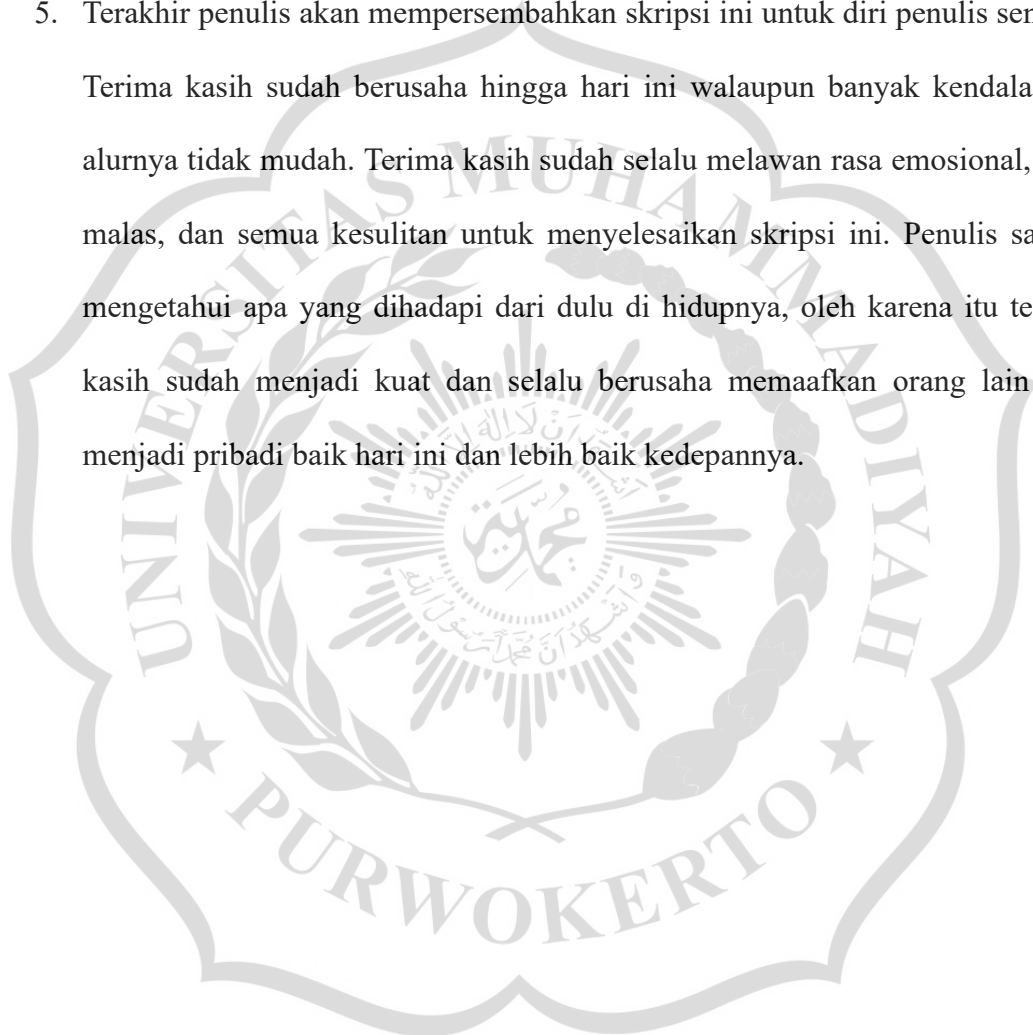 5. Terakhir penulis akan mempersembahkan skripsi ini untuk diri penulis
Terima kasih sudah berusaha hingga hari ini walaupun banyak kendala
alurnya tidak mudah. Terima kasih sudah selalu melawan rasa emosional,
malas, dan semua kesulitan untuk menyelesaikan skripsi ini. Penulis
mengetahui apa yang dihadapi dari dulu di hidupnya, oleh karena itu
kasih sudah menjadi kuat dan selalu berusaha memaafkan orang lain
menjadi pribadi baik hari ini dan lebih baik kedepannya.
UNIVERSITAS MUHAMMADIYAH
PURWOKERTO